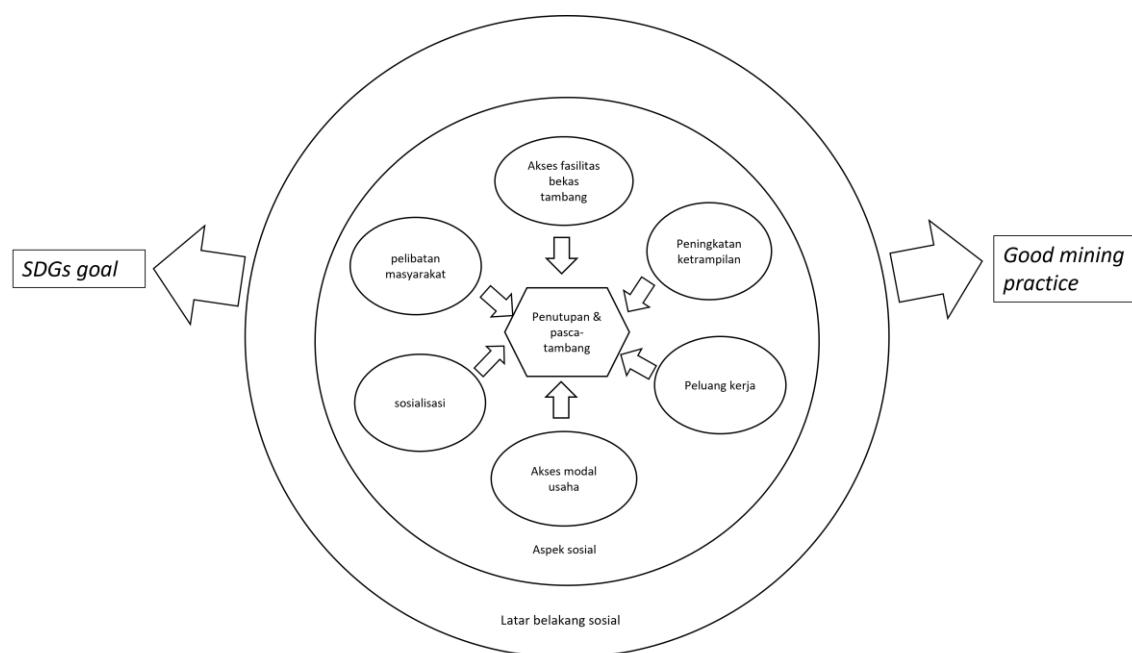 Akses fasilitas
bekas
tambang
pelibatan
masyarakat
Peningkatan
ketrampilan
SDGs goal
Good mining
practice
Penutupan &
pasca-
tambang
sosialisasi
Peluang kerja
Akses modal
usaha
Aspek sosial
Latar belakang sosial